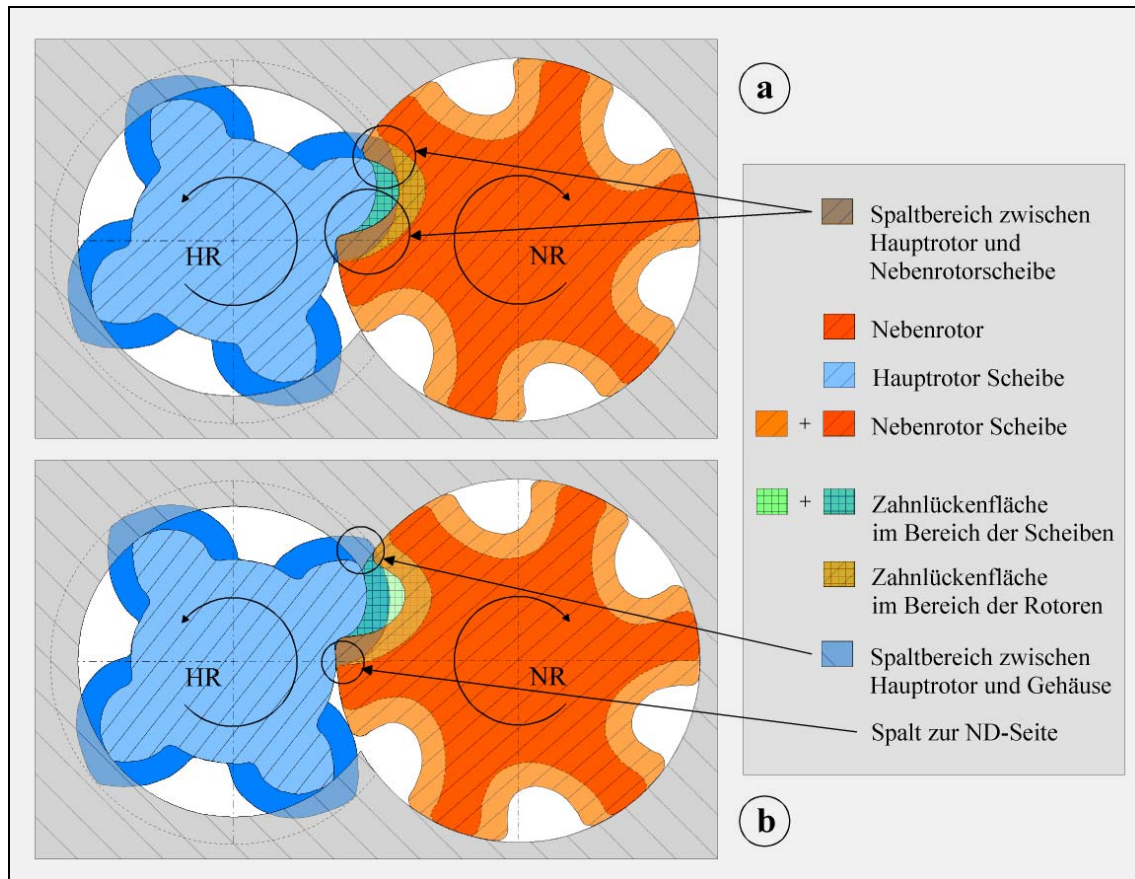 a
HR
NR
Spaltbereich zwischen
Hauptrotor und
Nebenrotorscheibe
Nebenrotor
Hauptrotor Scheibe
+ Nebenrotor Scheibe
+ Zahnlückenfläche
im Bereich der Scheiben
Zahnlückenfläche
im Bereich der Rotoren
Spaltbereich zwischen
Hauptrotor und Gehäuse
Spalt zur ND-Seite
HR
NR
b